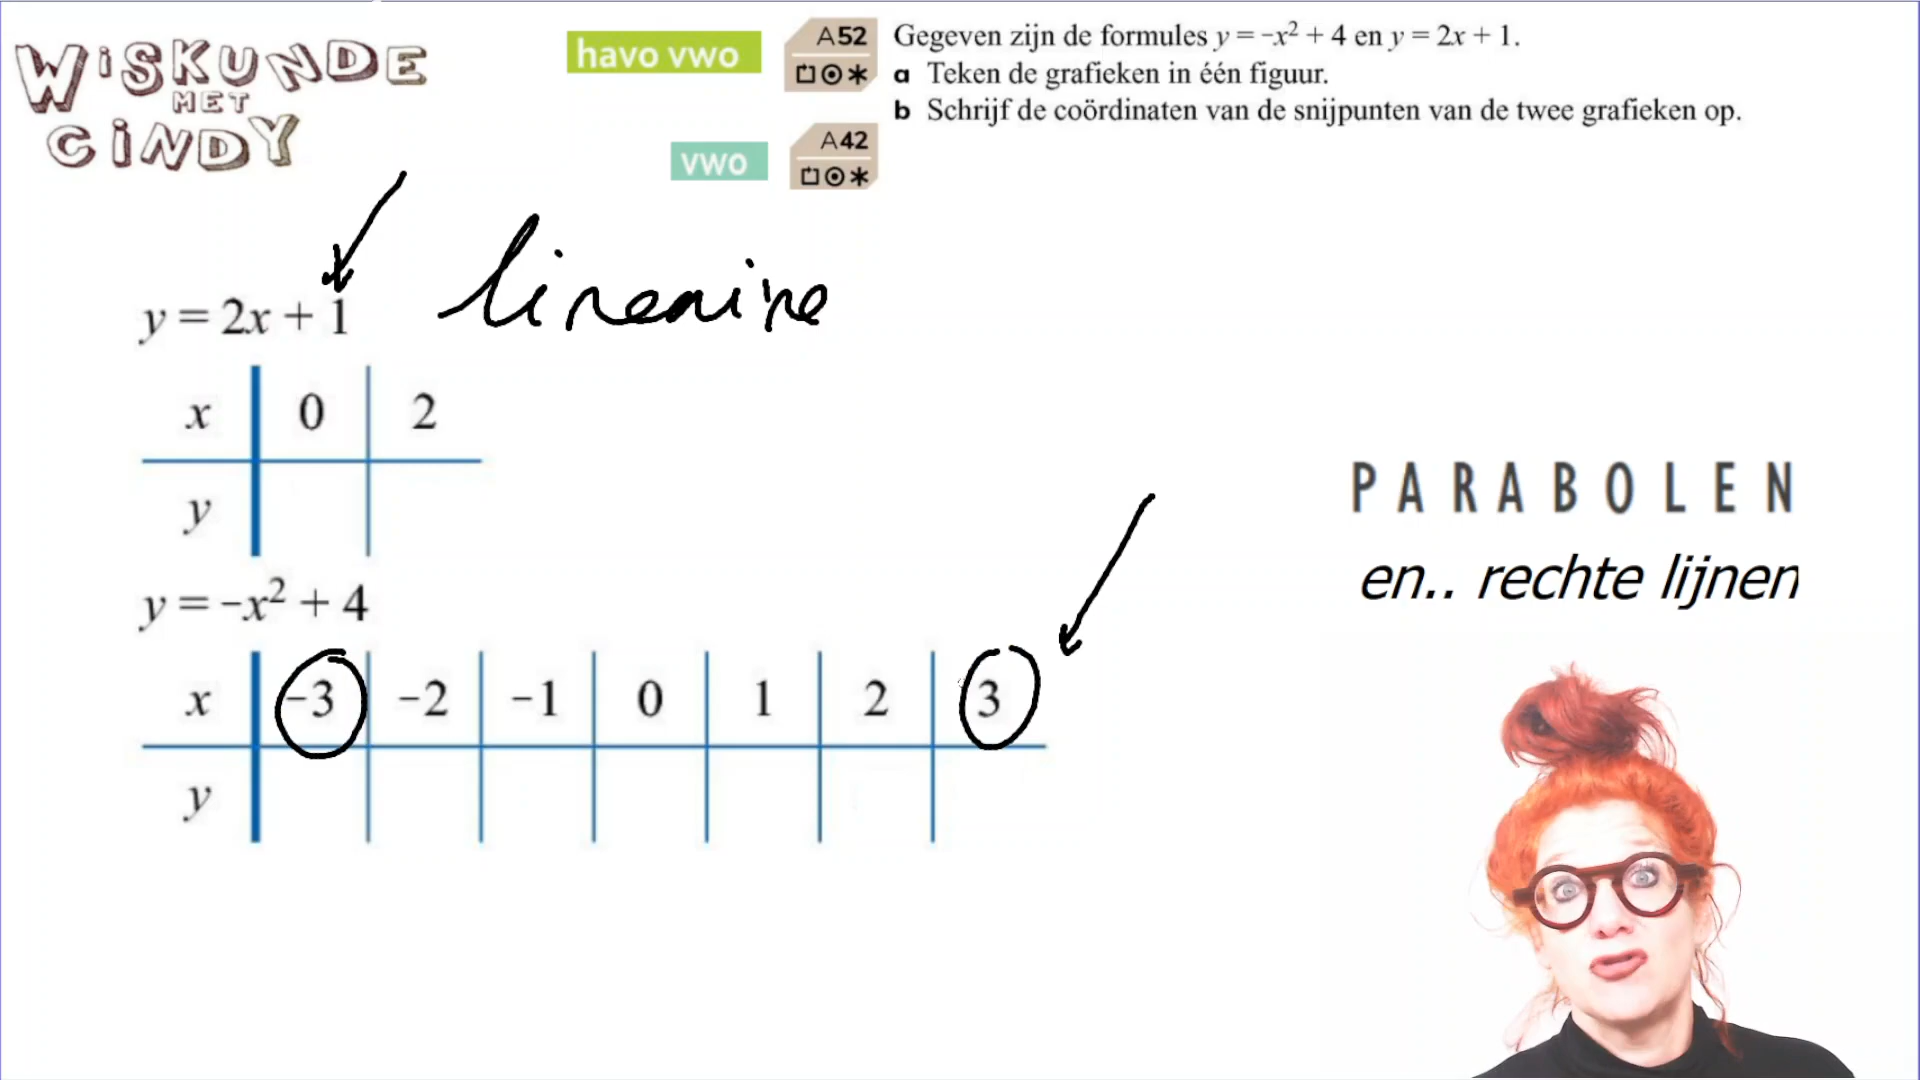 WiSKUNDE
MET
CiNDY
havo vwo
A52
Gegeven zijn de formules y = -x² + 4 en y = 2x + 1.
a Teken de grafieken in één figuur.
b Schrijf de coördinaten van de snijpunten van de twee grafieken op.
vwo
A42
y = 2x + 1
x 0 2
y
y = -x² + 4
x -3 -2 -1 0 1 2 3
y
PARABOLEN
en.. rechte lijnen